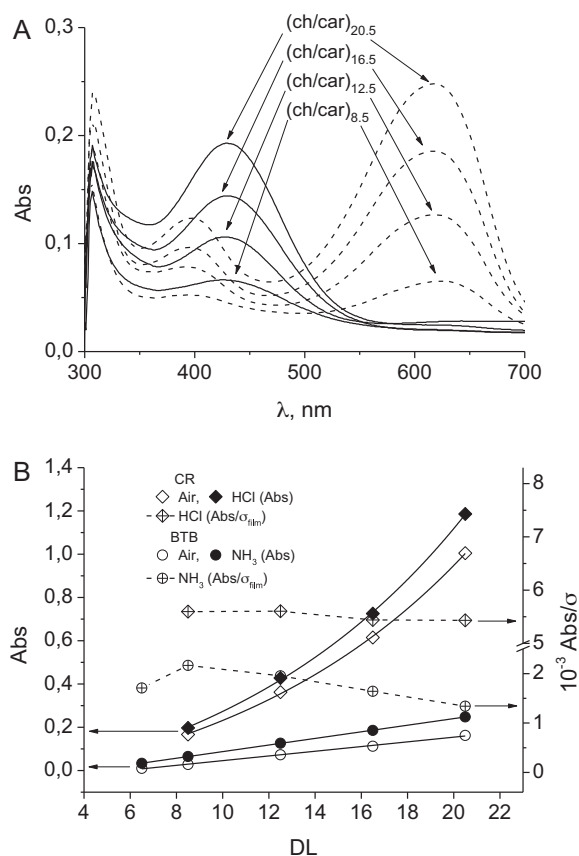 A
(ch/car)20.5
(ch/car)16.5
(ch/car)12.5
(ch/car)8.5
0,3
0,2
0,1
0,0
Abs
300 400 500 600 700
λ, nm
B
1,4
1,2
1,0
0,8
0,6
0,4
0,2
0,0
Abs
CR
Air, HCl (Abs)
HCl (Abs/σfilm)
BTB
Air, NH3 (Abs)
NH3 (Abs/σfilm)
8
7
6
5
2
1
0
10⁻³ Abs/σ
4 6 8 10 12 14 16 18 20 22
DL